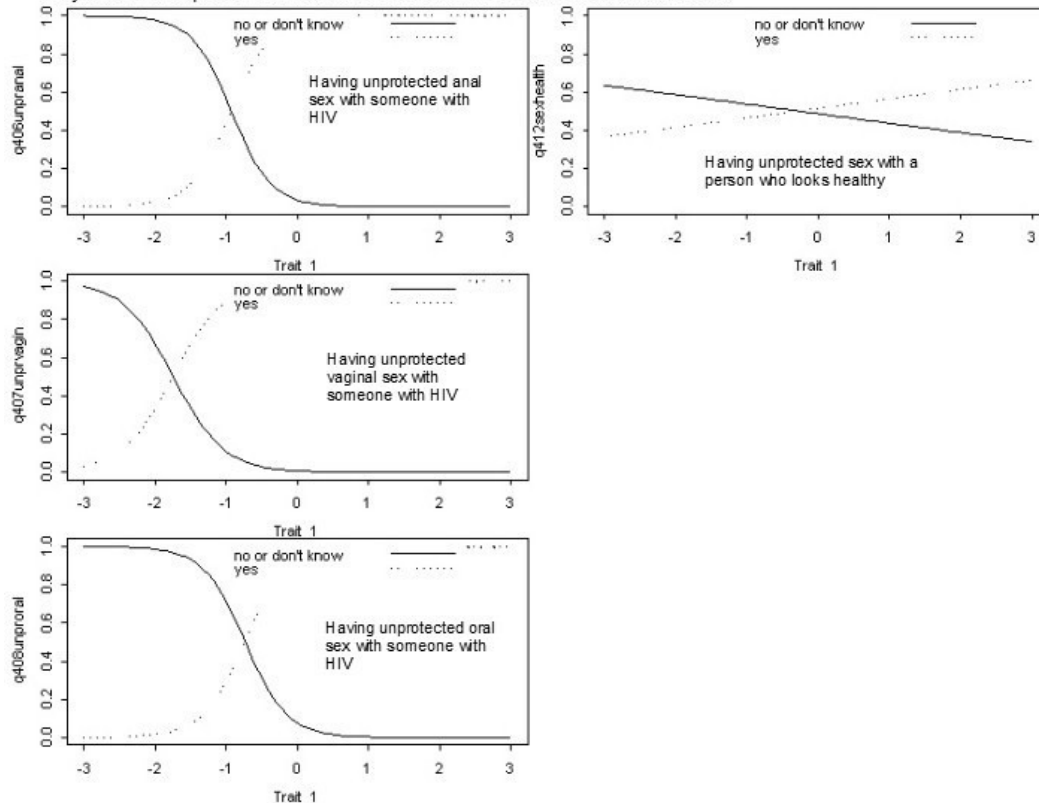 no or don't know
yes
Having unprotected anal
sex with someone with
HIV
q406unpranal
0.0 0.2 0.4 0.6 0.8 1.0
-3 -2 -1 0 1 2 3
Trait 1
no or don't know
yes
Having unprotected sex with a
person who looks healthy
q412sexhealth
0.0 0.2 0.4 0.6 0.8 1.0
-3 -2 -1 0 1 2 3
Trait 1
no or don't know
yes
Having unprotected
vaginal sex with
someone with HIV
q407unprvagin
0.0 0.2 0.4 0.6 0.8 1.0
-3 -2 -1 0 1 2 3
Trait 1
no or don't know
yes
Having unprotected oral
sex with someone with
HIV
q408unproral
0.0 0.2 0.4 0.6 0.8 1.0
-3 -2 -1 0 1 2 3
Trait 1